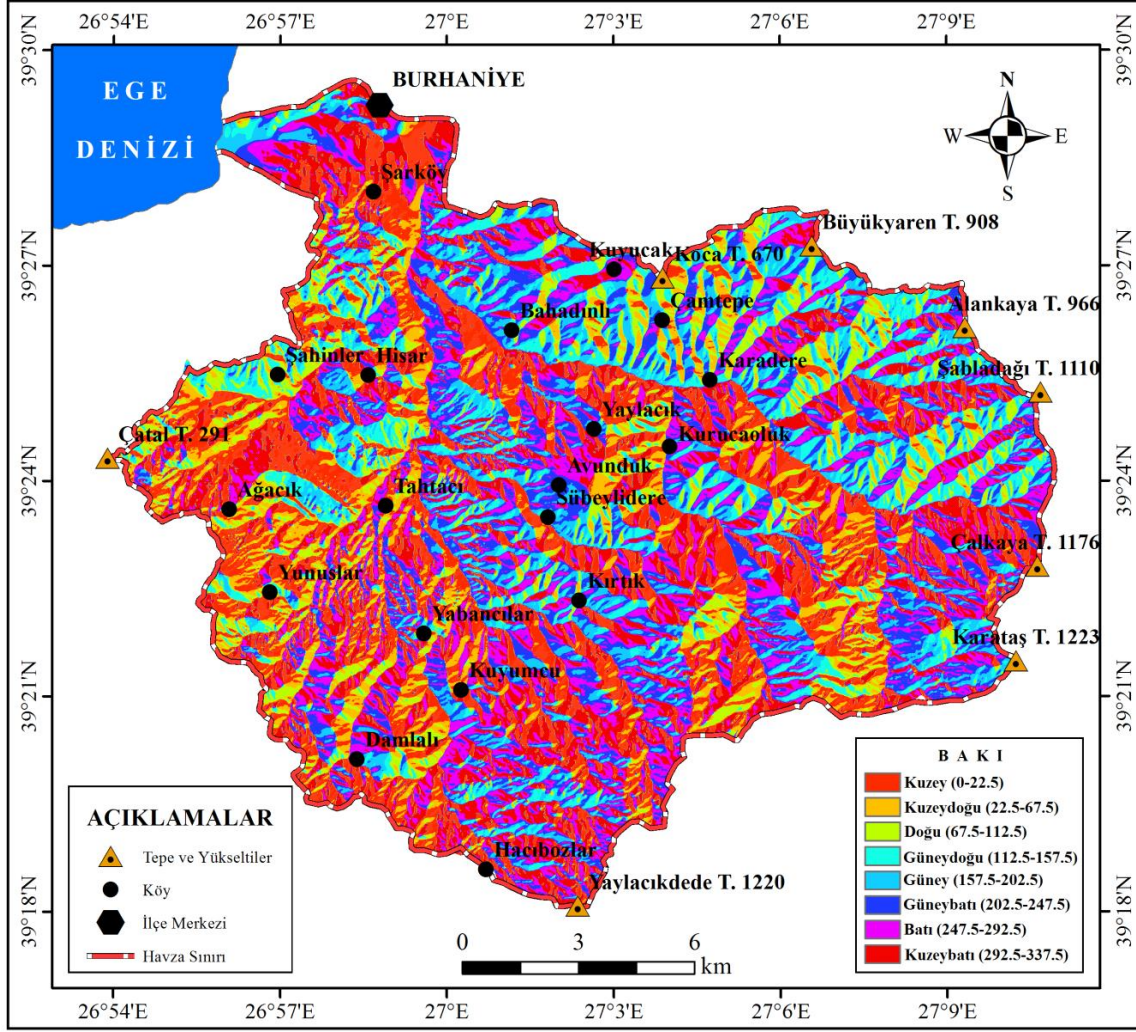 26°54'E 26°57'E 27°0'E 27°3'E 27°6'E 27°9'E
39°30'N 39°30'N
EGE
DENİZİ
BURHANİYE
N
W E
S
Şarköy
Büyükyaren T. 908
39°27'N 39°27'N
Kuyucak
Koca T. 670
Çamtepe
Alankaya T. 966
Bahadınlı
Şahinler
Hisar
Karadere
Şabladağı T. 1110
Yaylacık
Çatal T. 291
Kurucaoluk
Avunduk
39°24'N 39°24'N
Ağacık
Tahtacı
Sübeylidere
Çalkaya T. 1176
Yunuslar
Kırtık
Yabancılar
Karataş T. 1223
39°21'N 39°21'N
Kuyumcu
Damlalı
Hacıbozlar
Yaylacıkdede T. 1220
39°18'N 39°18'N
AÇIKLAMALAR
Tepe ve Yükseltiler
Köy
İlçe Merkezi
Havza Sınırı
0 3 6
km
B A K I
Kuzey (0-22.5)
Kuzeydoğu (22.5-67.5)
Doğu (67.5-112.5)
Güneydoğu (112.5-157.5)
Güney (157.5-202.5)
Güneybatı (202.5-247.5)
Batı (247.5-292.5)
Kuzeybatı (292.5-337.5)
26°54'E 26°57'E 27°0'E 27°3'E 27°6'E 27°9'E